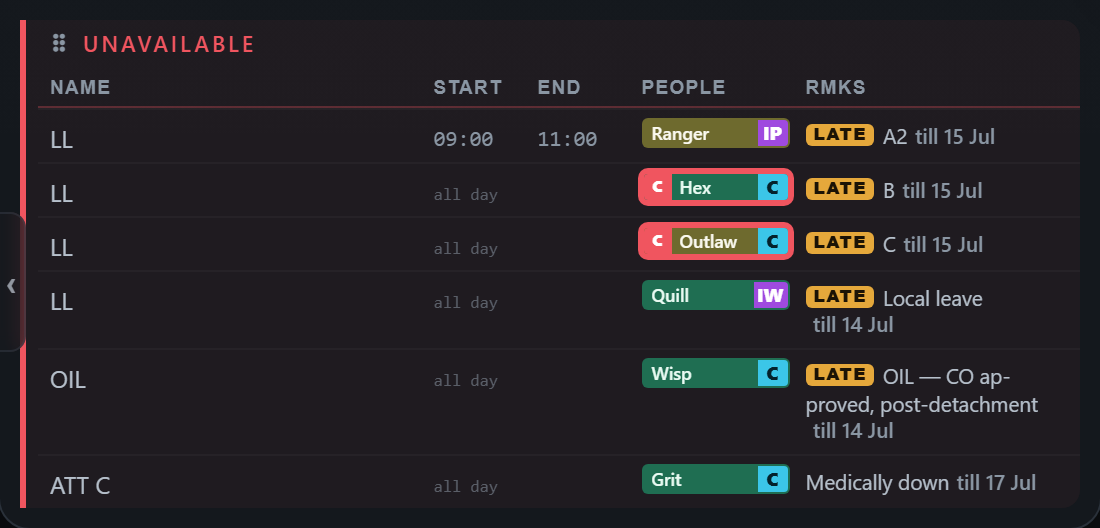 UNAVAILABLE
NAME START END PEOPLE RMKS
LL 09:00 11:00 Ranger IP LATE A2 till 15 Jul
LL all day C Hex C LATE B till 15 Jul
LL all day C Outlaw C LATE C till 15 Jul
LL all day Quill IW LATE Local leave
till 14 Jul
OIL all day Wisp C LATE OIL — CO ap-
proved, post-detachment
till 14 Jul
ATT C all day Grit C Medically down till 17 Jul